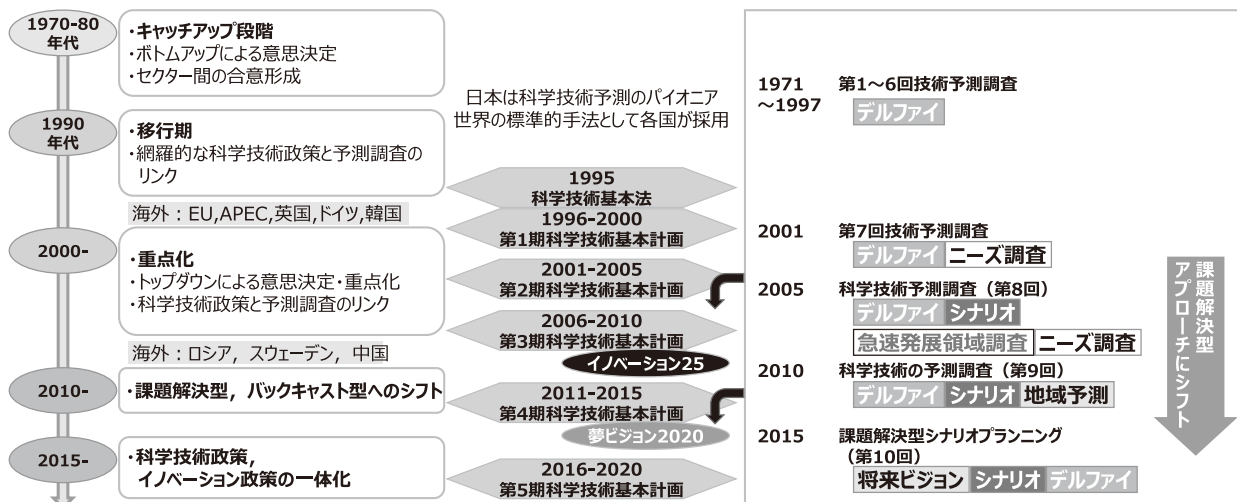 1970-80
年代
･キャッチアップ段階
･ボトムアップによる意思決定
･セクター間の合意形成
1990
年代
･移行期
･網羅的な科学技術政策と予測調査の
リンク
海外：EU,APEC,英国,ドイツ,韓国
2000-
･重点化
･トップダウンによる意思決定･重点化
･科学技術政策と予測調査のリンク
海外：ロシア，スウェーデン，中国
2010-
･課題解決型，バックキャスト型へのシフト
2015-
･科学技術政策，
イノベーション政策の一体化
日本は科学技術予測のパイオニア
世界の標準的手法として各国が採用
1995
科学技術基本法
1996-2000
第1期科学技術基本計画
2001-2005
第2期科学技術基本計画
2006-2010
第3期科学技術基本計画
イノベーション25
2011-2015
第4期科学技術基本計画
夢ビジョン2020
2016-2020
第5期科学技術基本計画
1971
～1997
第1～6回技術予測調査
デルファイ
2001
第7回技術予測調査
デルファイ ニーズ調査
2005
科学技術予測調査（第8回）
デルファイ シナリオ
急速発展領域調査 ニーズ調査
2010
科学技術の予測調査（第9回）
デルファイ シナリオ 地域予測
2015
課題解決型シナリオプランニング
（第10回）
将来ビジョン シナリオ デルファイ
課題解決型
アプローチにシフト